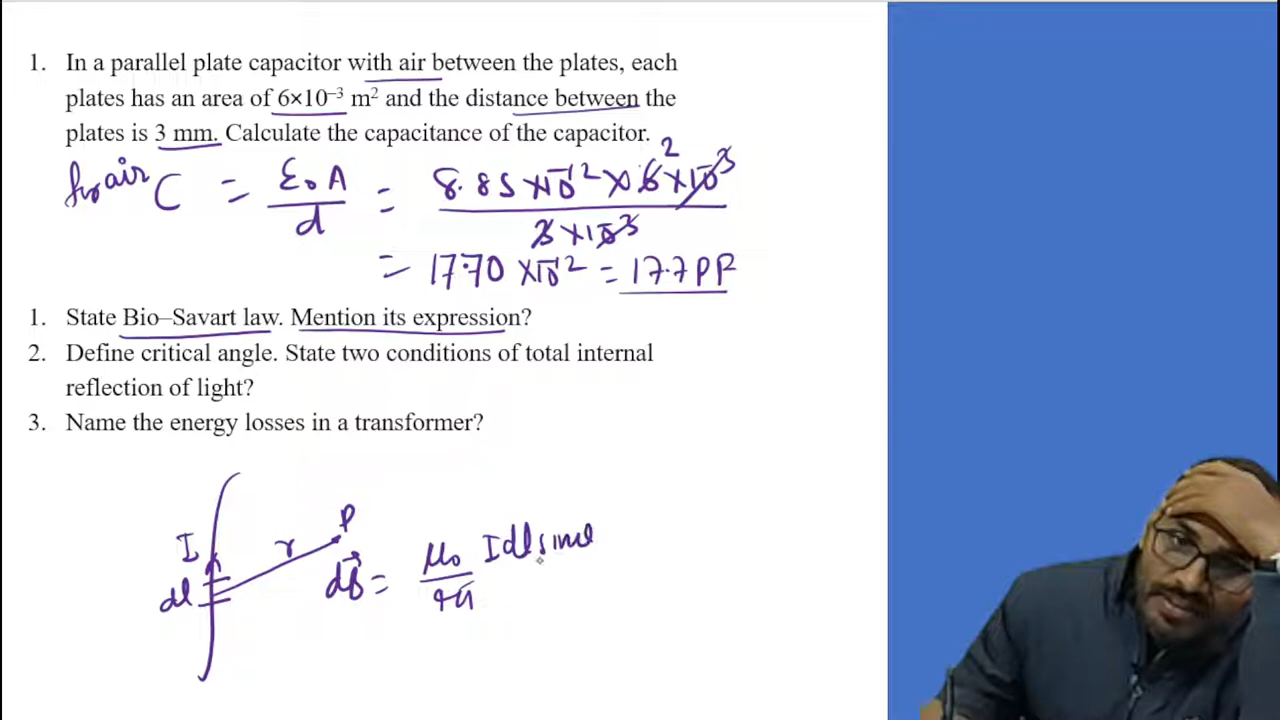 1. In a parallel plate capacitor with air between the plates, each
plates has an area of 6×10⁻³ m² and the distance between the
plates is 3 mm. Calculate the capacitance of the capacitor.
air C = ε₀A / d = 8.85 × 10⁻¹² × 6 × 10⁻³ / 3 × 10⁻³
2
= 17.70 × 10⁻¹² = 17.7 PF
1. State Bio–Savart law. Mention its expression?
2. Define critical angle. State two conditions of total internal
reflection of light?
3. Name the energy losses in a transformer?
I dl r P
dB = μ₀ / 4π Idl sinθ